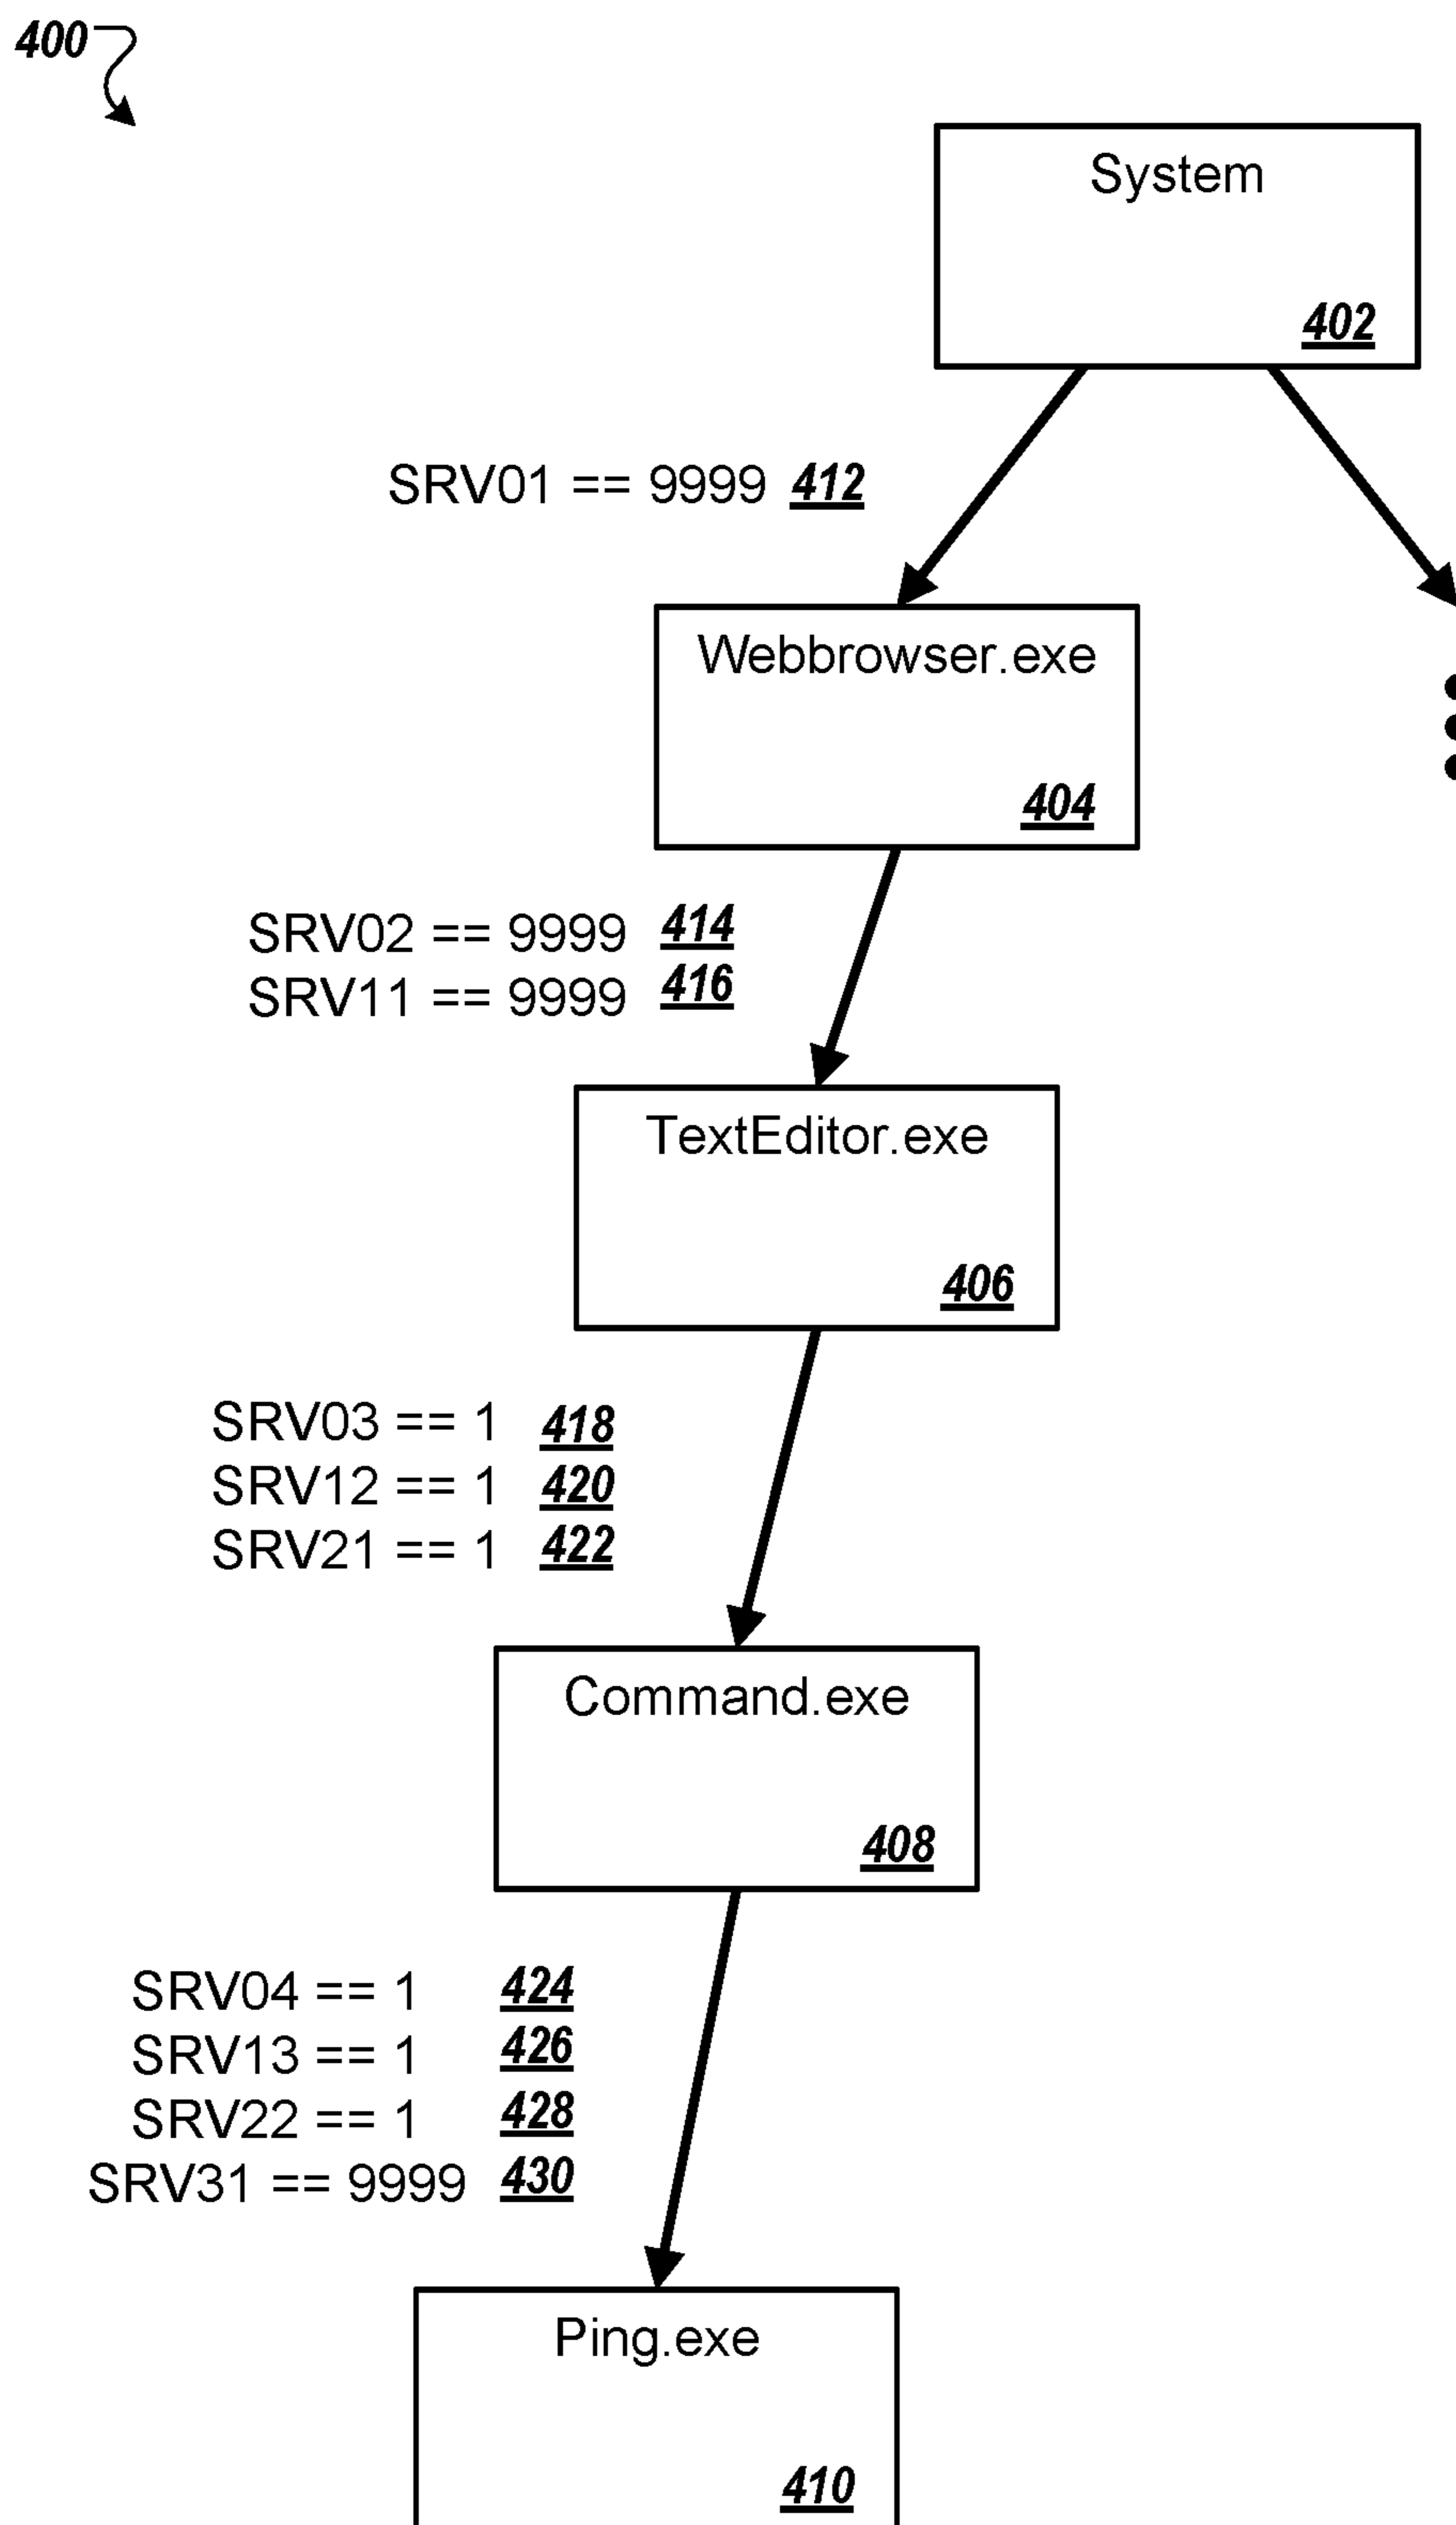 400
System
402
SRV01 == 9999 412
Webbrowser.exe
404
SRV02 == 9999 414
SRV11 == 9999 416
TextEditor.exe
406
SRV03 == 1 418
SRV12 == 1 420
SRV21 == 1 422
Command.exe
408
SRV04 == 1 424
SRV13 == 1 426
SRV22 == 1 428
SRV31 == 9999 430
Ping.exe
410